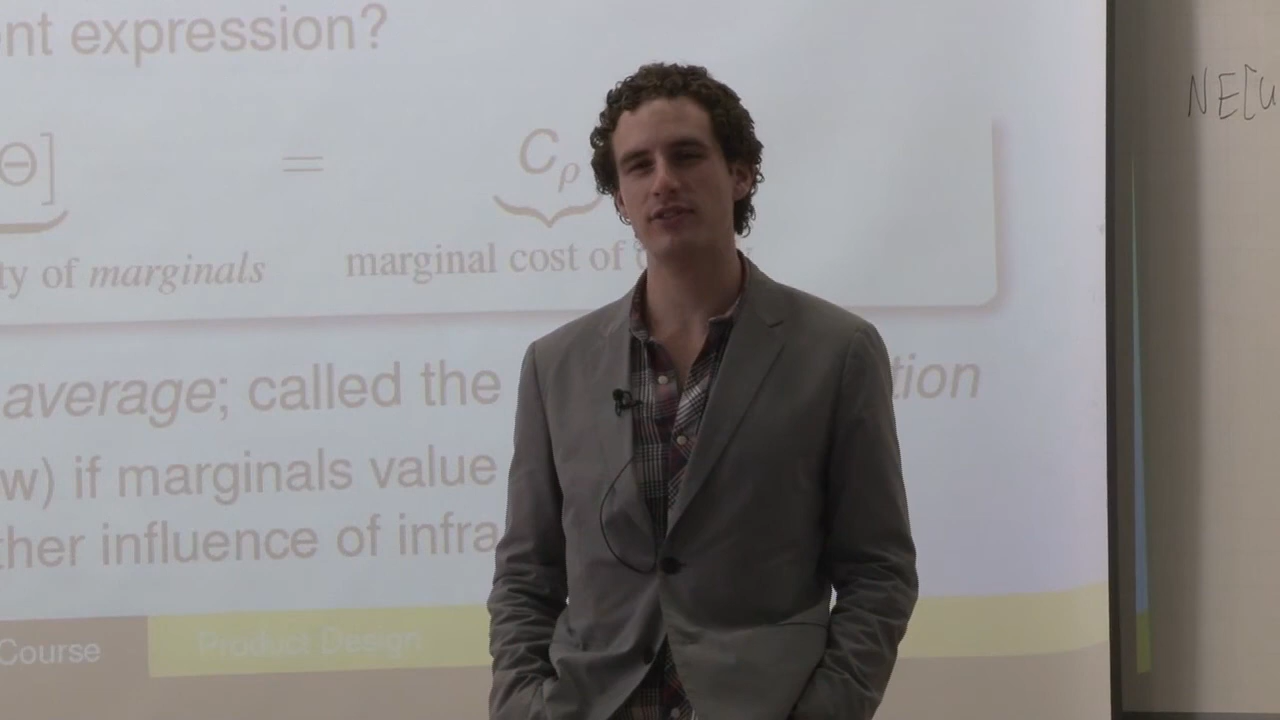 nt expression?
NE[u
Θ] = Cρ
ty of marginals marginal cost of
average; called the tion
w) if marginals value
ther influence of infra
Course Product Design